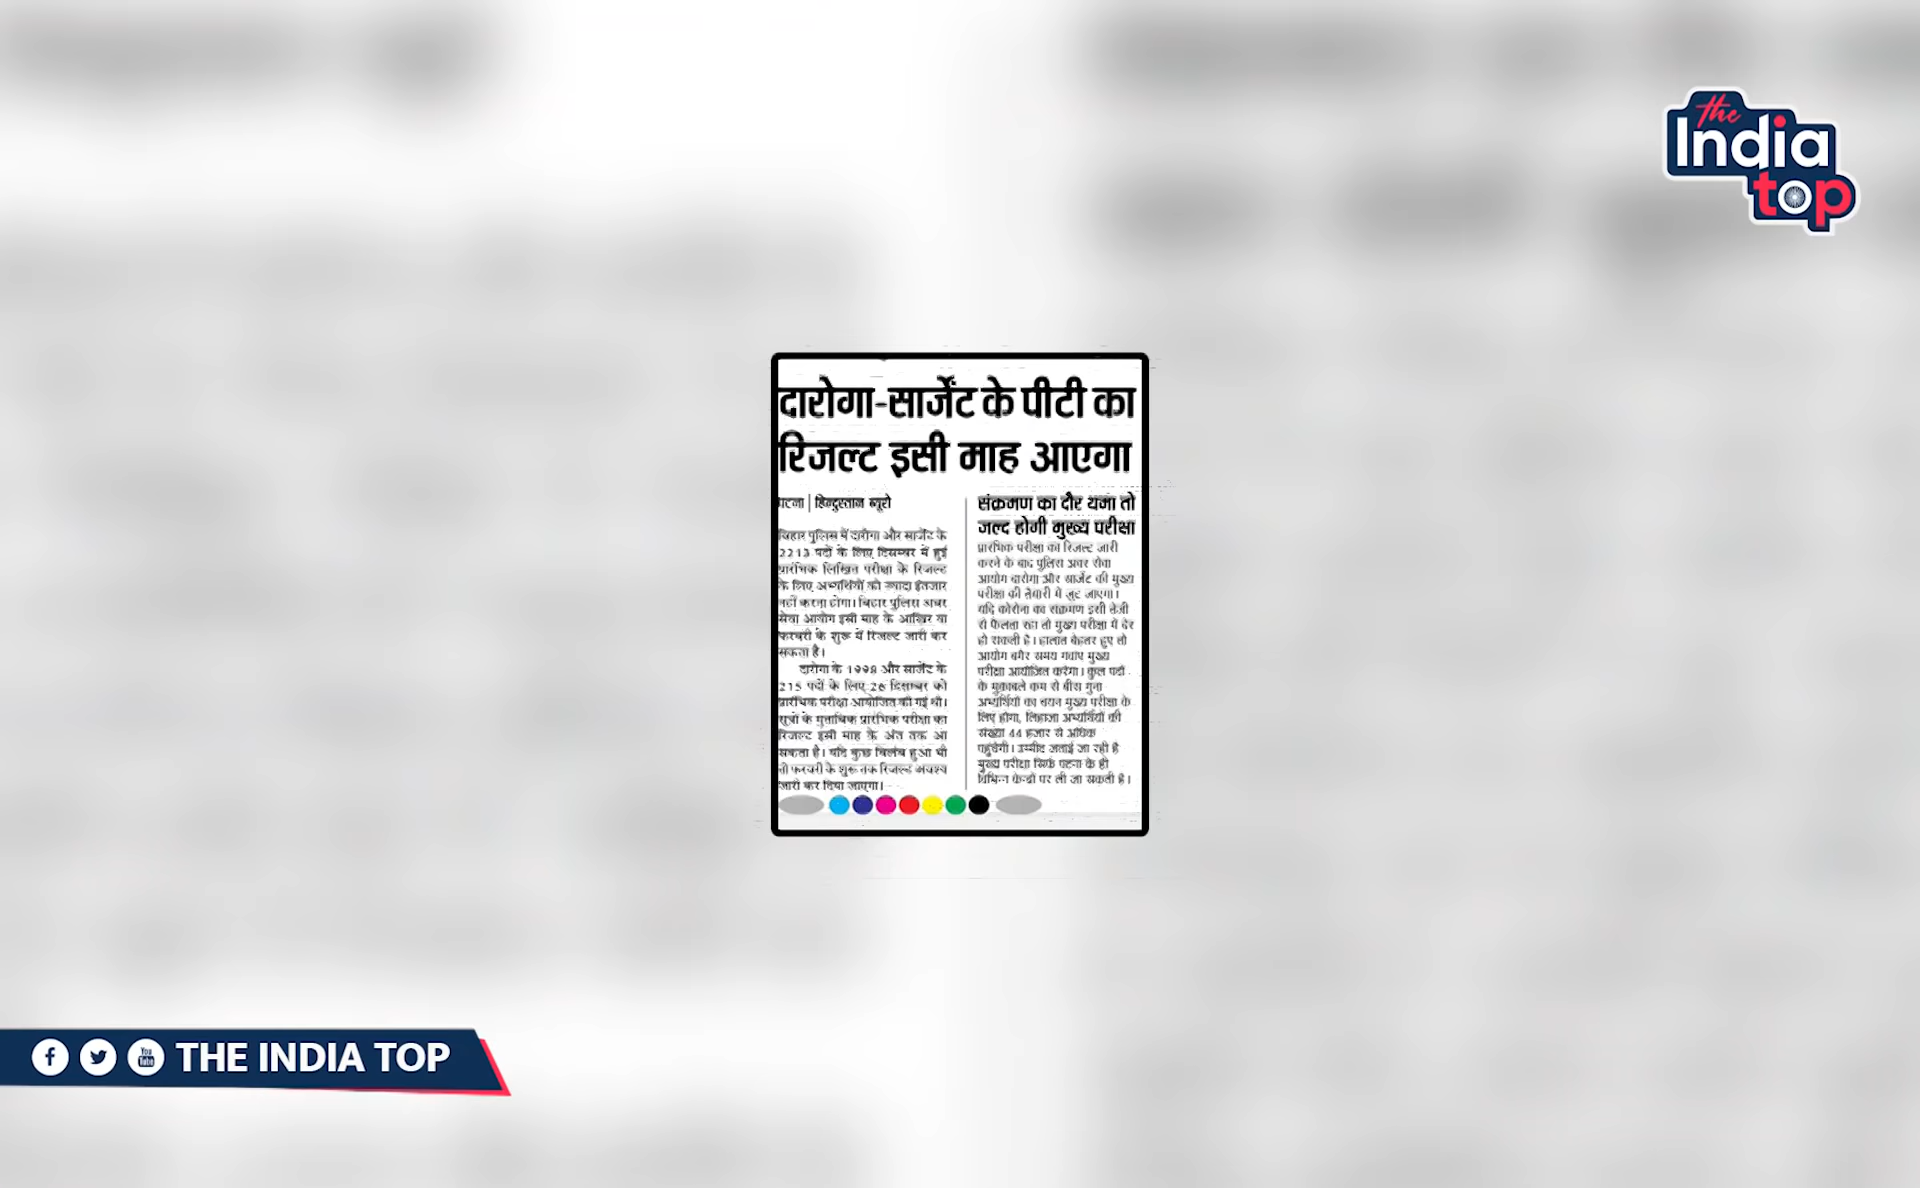 the
India
top
दारोगा-सार्जेंट के पीटी का
रिजल्ट इसी माह आएगा
पटना | हिन्दुस्तान ब्यूरो
बिहार पुलिस में दारोगा और सार्जेंट के
2213 पदों के लिए दिसम्बर में हुई
प्रारंभिक लिखित परीक्षा के रिजल्ट
के लिए अभ्यर्थियों को ज्यादा इंतजार
नहीं करना होगा। बिहार पुलिस अवर
सेवा आयोग इसी माह के आखिर या
फरवरी के शुरू में रिजल्ट जारी कर
सकता है।
दारोगा के 1998 और सार्जेंट के
215 पदों के लिए 26 दिसम्बर को
प्रारंभिक परीक्षा आयोजित की गई थी।
सूत्रों के मुताबिक प्रारंभिक परीक्षा का
रिजल्ट इसी माह के अंत तक आ
सकता है। यदि कुछ विलंब हुआ भी
तो फरवरी के शुरू तक रिजल्ट अवश्य
जारी कर दिया जाएगा।
संक्रमण का दौर थमा तो
जल्द होगी मुख्य परीक्षा
प्रारंभिक परीक्षा का रिजल्ट जारी
करने के बाद पुलिस अवर सेवा
आयोग दारोगा और सार्जेंट की मुख्य
परीक्षा की तैयारी में जुट जाएगा।
यदि कोरोना का संक्रमण इसी तेजी
से फैलता रहा तो मुख्य परीक्षा में देर
हो सकती है। हालात बेहतर हुए तो
आयोग बगैर समय गंवाए मुख्य
परीक्षा आयोजित करेगा। कुल पदों
के मुकाबले कम से बीस गुना
अभ्यर्थियों का चयन मुख्य परीक्षा के
लिए होगा, लिहाजा अभ्यर्थियों की
संख्या 44 हजार से अधिक
पहुंचेगी। उम्मीद जताई जा रही है
मुख्य परीक्षा सिर्फ पटना के ही
विभिन्न केन्द्रों पर ली जा सकती है।
THE INDIA TOP